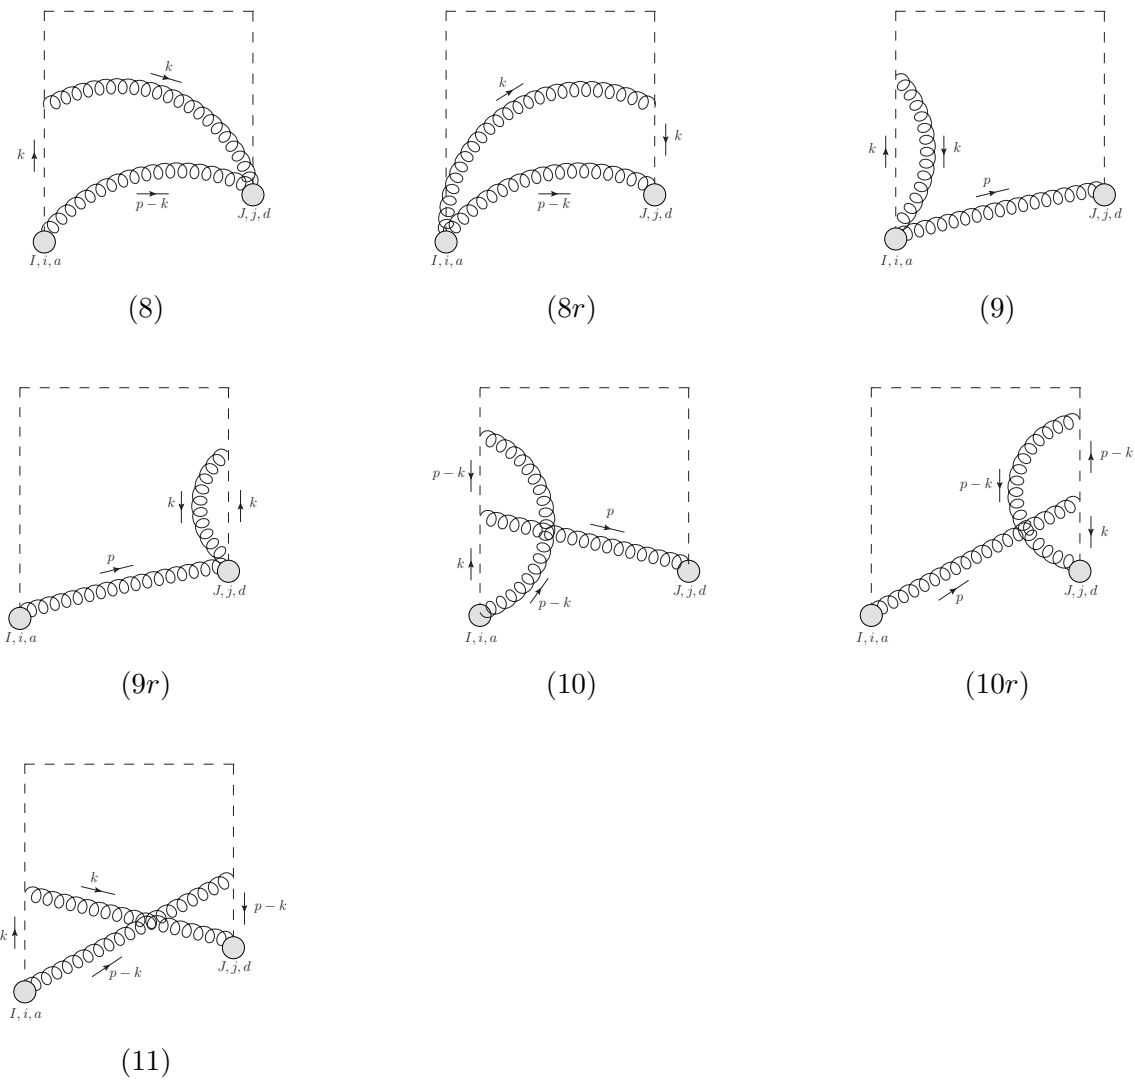 k
k
p − k
I, i, a
J, j, d
(8)
k
k
p − k
I, i, a
J, j, d
(8r)
k
k
p
I, i, a
J, j, d
(9)
k
k
p
I, i, a
J, j, d
(9r)
p − k
p
k
p − k
I, i, a
J, j, d
(10)
p − k
p − k
k
p
I, i, a
J, j, d
(10r)
k
p − k
k
p − k
J, j, d
I, i, a
(11)